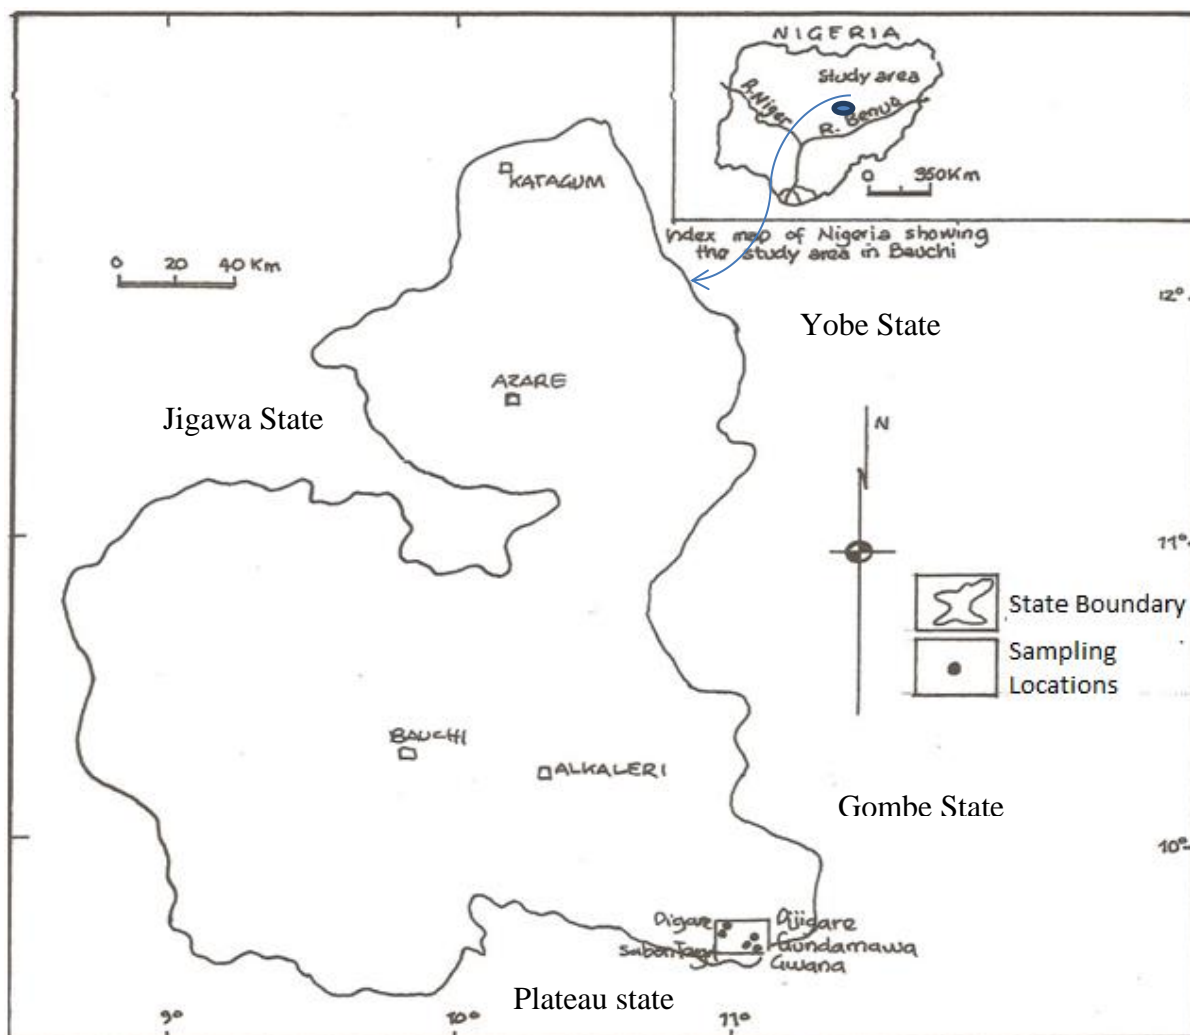 NIGERIA
Study area
R. Niger
R. Benue
0 350Km
Index map of Nigeria showing
the study area in Bauchi
KATAGUM
0 20 40 Km
12°
Yobe State
AZARE
Jigawa State
N
11°
State Boundary
Sampling
Locations
BAUCHI
ALKALERI
Gombe State
10°
Digare
Djigare
Gundamawa
Gwana
Plateau state
9°
10°
11°